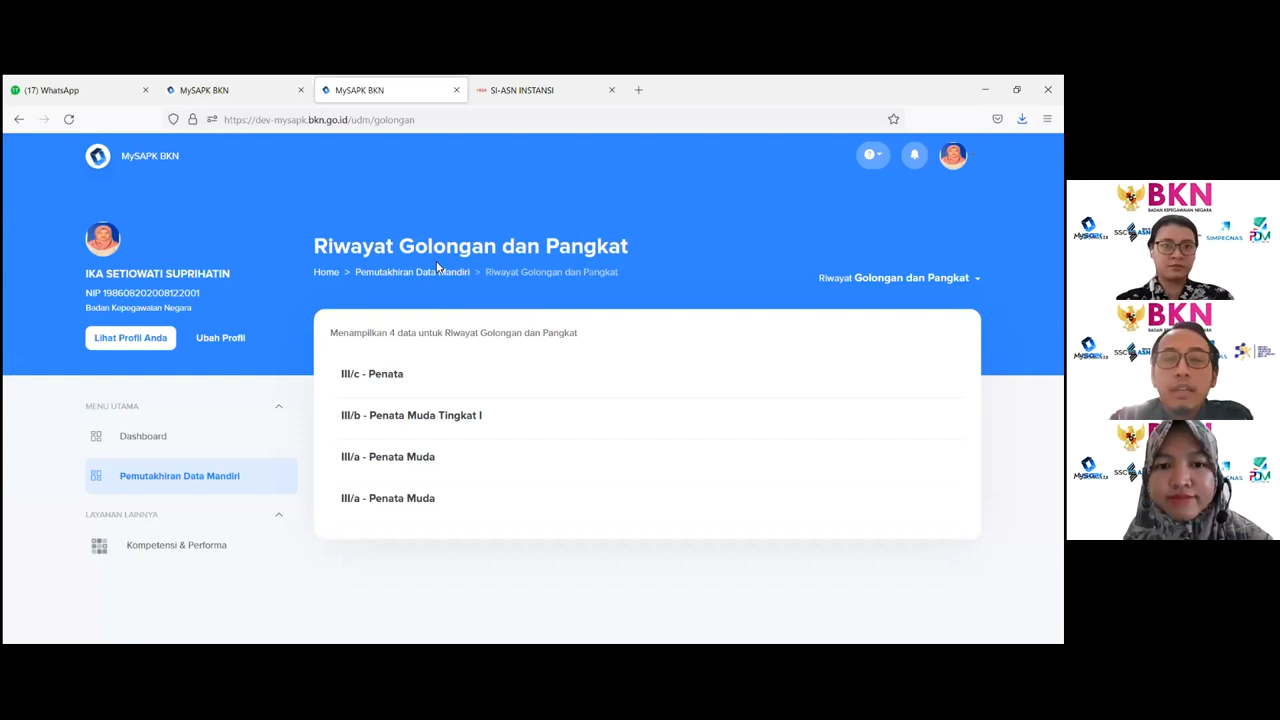 (17) WhatsApp
MySAPK BKN
MySAPK BKN
SI-ASN INSTANSI
https://dev-mysapk.bkn.go.id/udm/golongan
MySAPK BKN
IKA SETIOWATI SUPRIHATIN
NIP 198608202008122001
Badan Kepegawaian Negara
Lihat Profil Anda
Ubah Profil
Riwayat Golongan dan Pangkat
Home > Pemutakhiran Data Mandiri > Riwayat Golongan dan Pangkat
Riwayat Golongan dan Pangkat
Menampilkan 4 data untuk Riwayat Golongan dan Pangkat
III/c - Penata
III/b - Penata Muda Tingkat I
III/a - Penata Muda
III/a - Penata Muda
MENU UTAMA
Dashboard
Pemutakhiran Data Mandiri
LAYANAN LAINNYA
Kompetensi & Performa
BKN
BADAN KEPEGAWAIAN NEGARA
SIMPEGNAS
BKN
BKN
SIMPEGNAS